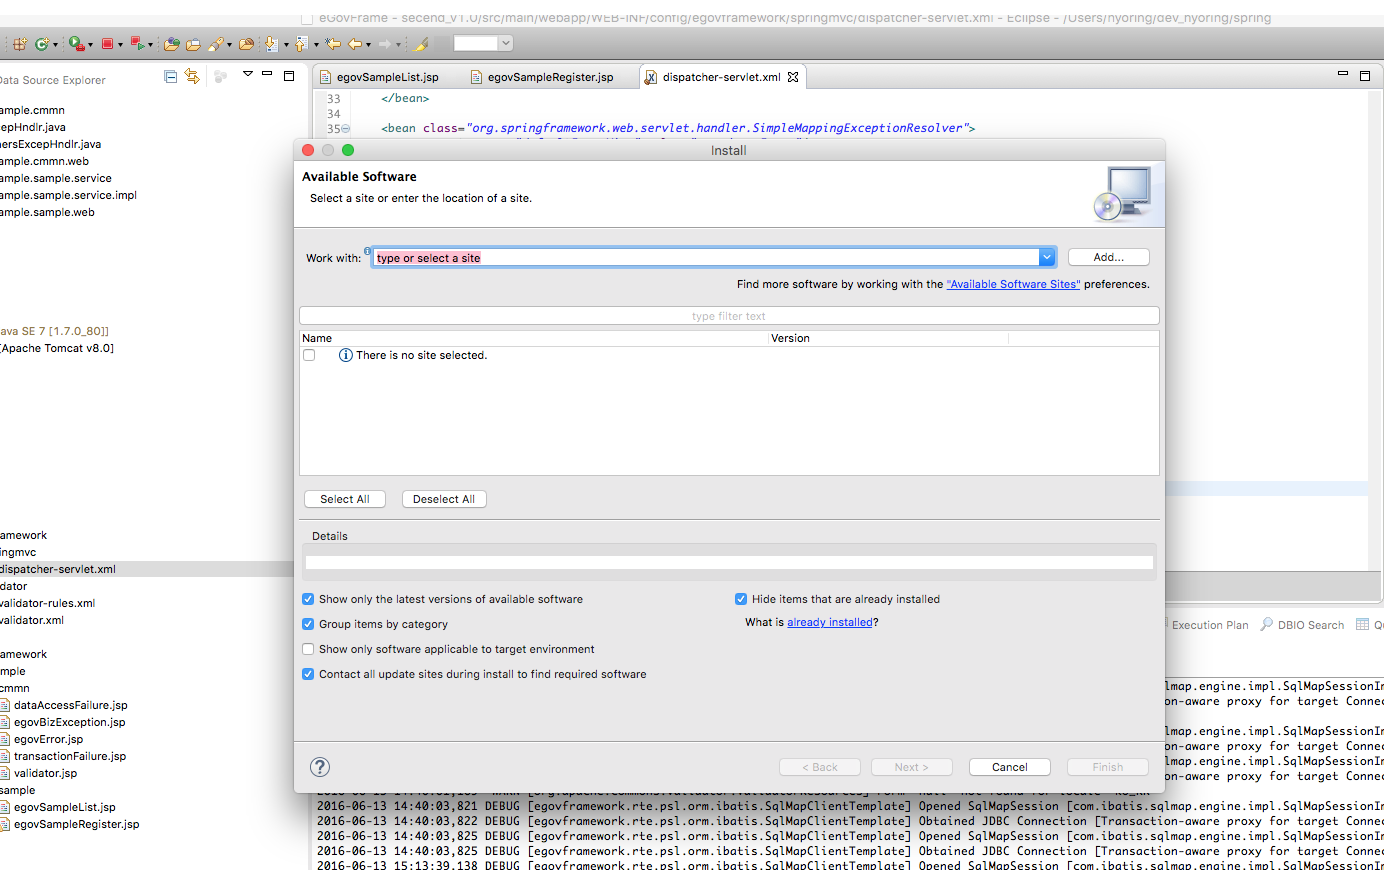 eGovFrame - secend_v1.0/src/main/webapp/WEB-INF/config/egovframework/springmvc/dispatcher-servlet.xml - Eclipse - /Users/hyoring/dev_hyoring/spring
Data Source Explorer
ample.cmmn
cepHndlr.java
hersExcepHndlr.java
ample.cmmn.web
ample.sample.service
ample.sample.service.impl
ample.sample.web
ava SE 7 [1.7.0_80]]
[Apache Tomcat v8.0]
amework
ingmvc
dispatcher-servlet.xml
dator
validator-rules.xml
validator.xml
amework
mple
cmmn
dataAccessFailure.jsp
egovBizException.jsp
egovError.jsp
transactionFailure.jsp
validator.jsp
sample
egovSampleList.jsp
egovSampleRegister.jsp
egovSampleList.jsp egovSampleRegister.jsp dispatcher-servlet.xml
33 </bean>
34
35 <bean class="org.springframework.web.servlet.handler.SimpleMappingExceptionResolver">
Install
Available Software
Select a site or enter the location of a site.
Work with: type or select a site Add...
Find more software by working with the "Available Software Sites" preferences.
type filter text
Name Version
There is no site selected.
Select All Deselect All
Details
Show only the latest versions of available software Hide items that are already installed
Group items by category What is already installed?
Show only software applicable to target environment
Contact all update sites during install to find required software
? < Back Next > Cancel Finish
Execution Plan DBIO Search Qu
lmap.engine.impl.SqlMapSessionIm
on-aware proxy for target Connec
lmap.engine.impl.SqlMapSessionIm
on-aware proxy for target Connec
lmap.engine.impl.SqlMapSessionIm
on-aware proxy for target Connec
2016-06-13 14:40:03,821 DEBUG [egovframework.rte.psl.orm.ibatis.SqlMapClientTemplate] Opened SqlMapSession [com.ibatis.sqlmap.engine.impl.SqlMapSessionIm
2016-06-13 14:40:03,822 DEBUG [egovframework.rte.psl.orm.ibatis.SqlMapClientTemplate] Obtained JDBC Connection [Transaction-aware proxy for target Connec
2016-06-13 14:40:03,825 DEBUG [egovframework.rte.psl.orm.ibatis.SqlMapClientTemplate] Opened SqlMapSession [com.ibatis.sqlmap.engine.impl.SqlMapSessionIm
2016-06-13 14:40:03,825 DEBUG [egovframework.rte.psl.orm.ibatis.SqlMapClientTemplate] Obtained JDBC Connection [Transaction-aware proxy for target Connec
2016-06-13 15:13:39,138 DEBUG [egovframework.rte.psl.orm.ibatis.SqlMapClientTemplate] Opened SqlMapSession [com.ibatis.sqlmap.engine.impl.SqlMapSessionIm